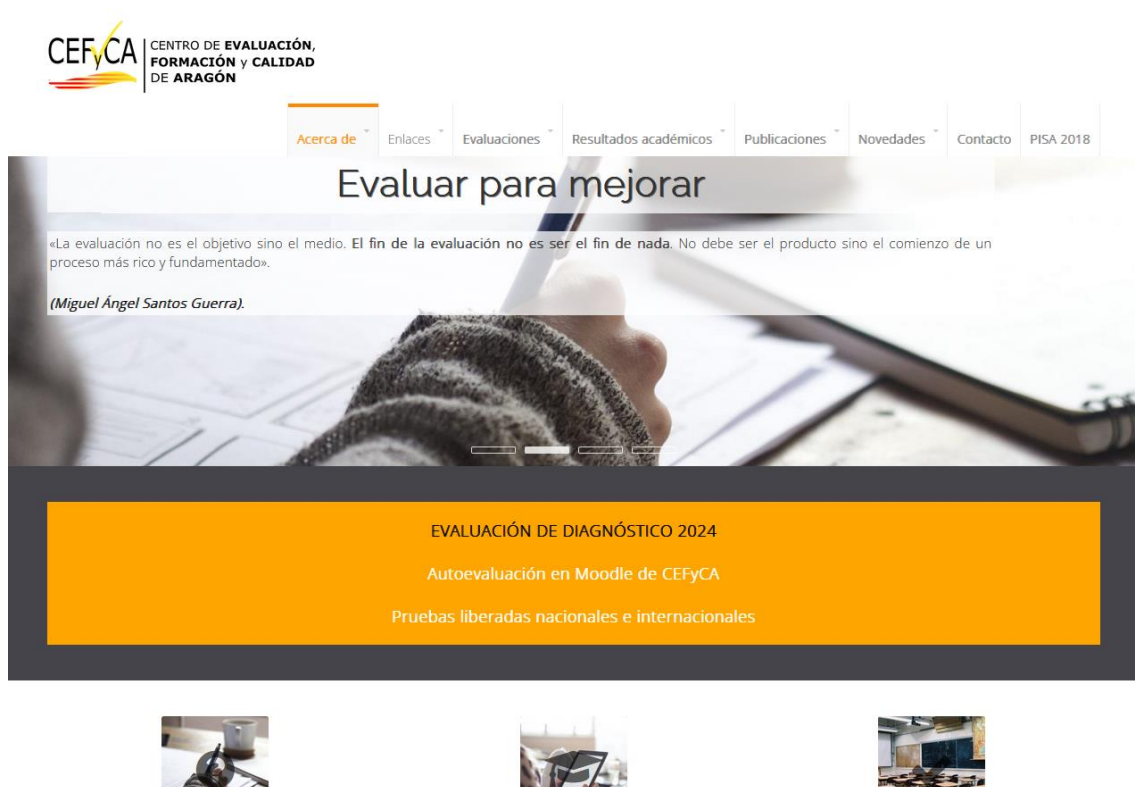 CEFyCA
CENTRO DE EVALUACIÓN,
FORMACIÓN y CALIDAD
DE ARAGÓN
Acerca de Enlaces Evaluaciones Resultados académicos Publicaciones Novedades Contacto PISA 2018
Evaluar para mejorar
«La evaluación no es el objetivo sino el medio. El fin de la evaluación no es ser el fin de nada. No debe ser el producto sino el comienzo de un
proceso más rico y fundamentado».
(Miguel Ángel Santos Guerra).
EVALUACIÓN DE DIAGNÓSTICO 2024
Autoevaluación en Moodle de CEFyCA
Pruebas liberadas nacionales e internacionales